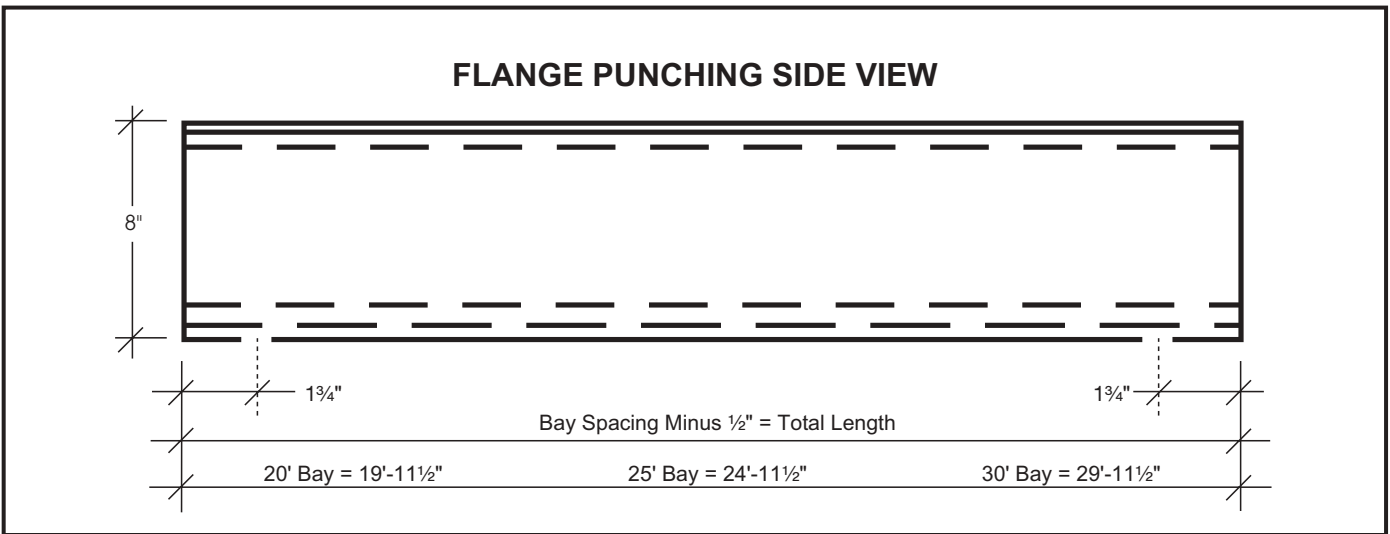 FLANGE PUNCHING SIDE VIEW
8"
1¾" 1¾"
Bay Spacing Minus ½" = Total Length
20' Bay = 19'-11½" 25' Bay = 24'-11½" 30' Bay = 29'-11½"